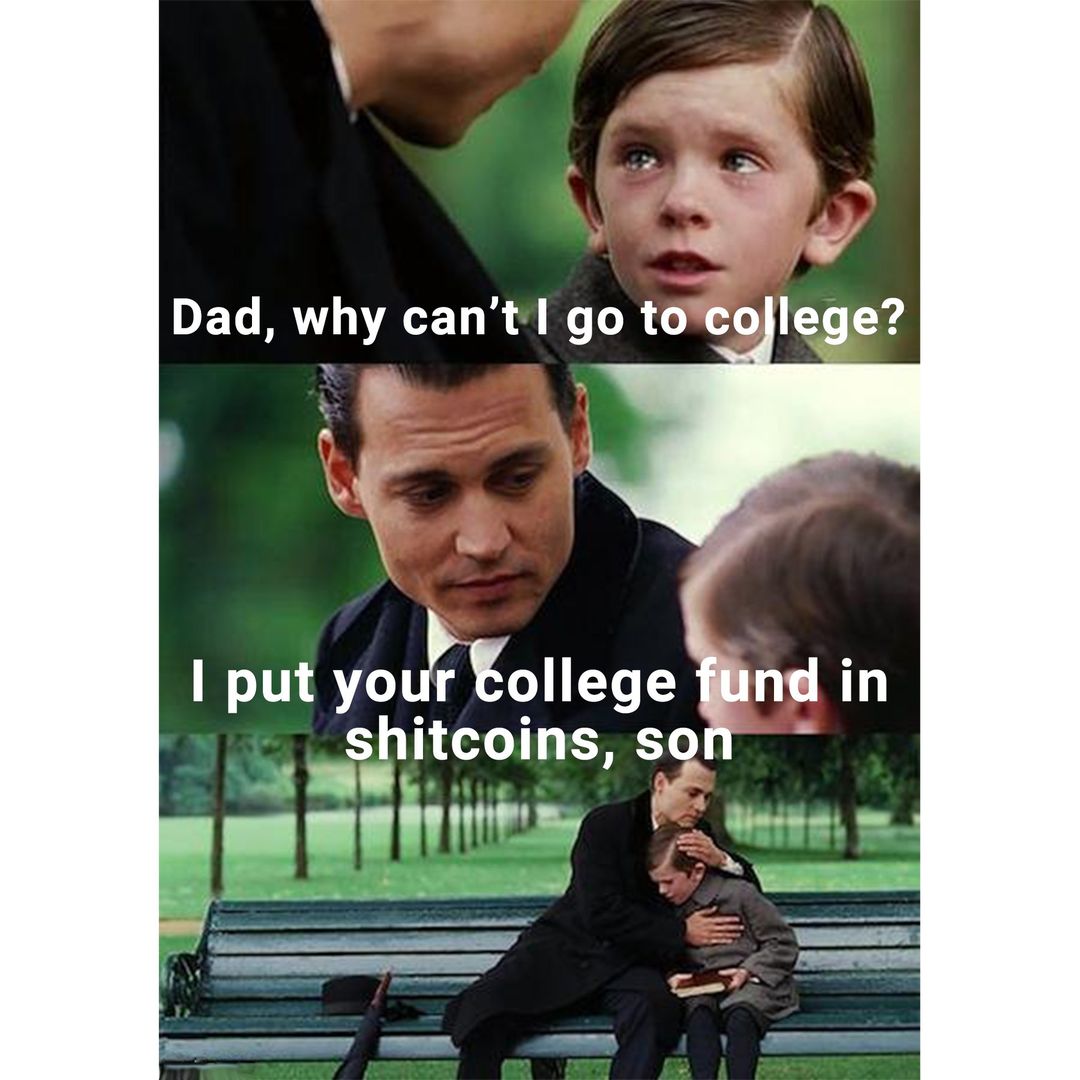 Dad, why can’t I go to college?
I put your college fund in
shitcoins, son